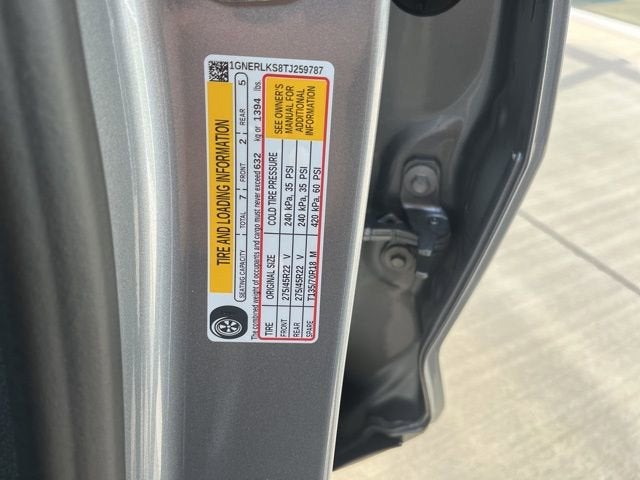 1GNERLKS8TJ259787
TIRE AND LOADING INFORMATION
SEATING CAPACITY TOTAL 7 FRONT 2 REAR 5
The combined weight of occupants and cargo must never exceed 632 kg or 1394 lbs.
TIRE ORIGINAL SIZE COLD TIRE PRESSURE
FRONT 275/45R22 V 240 kPa, 35 PSI
REAR 275/45R22 V 240 kPa, 35 PSI
SPARE T135/70R18 M 420 kPa, 60 PSI
SEE OWNER'S
MANUAL FOR
ADDITIONAL
INFORMATION